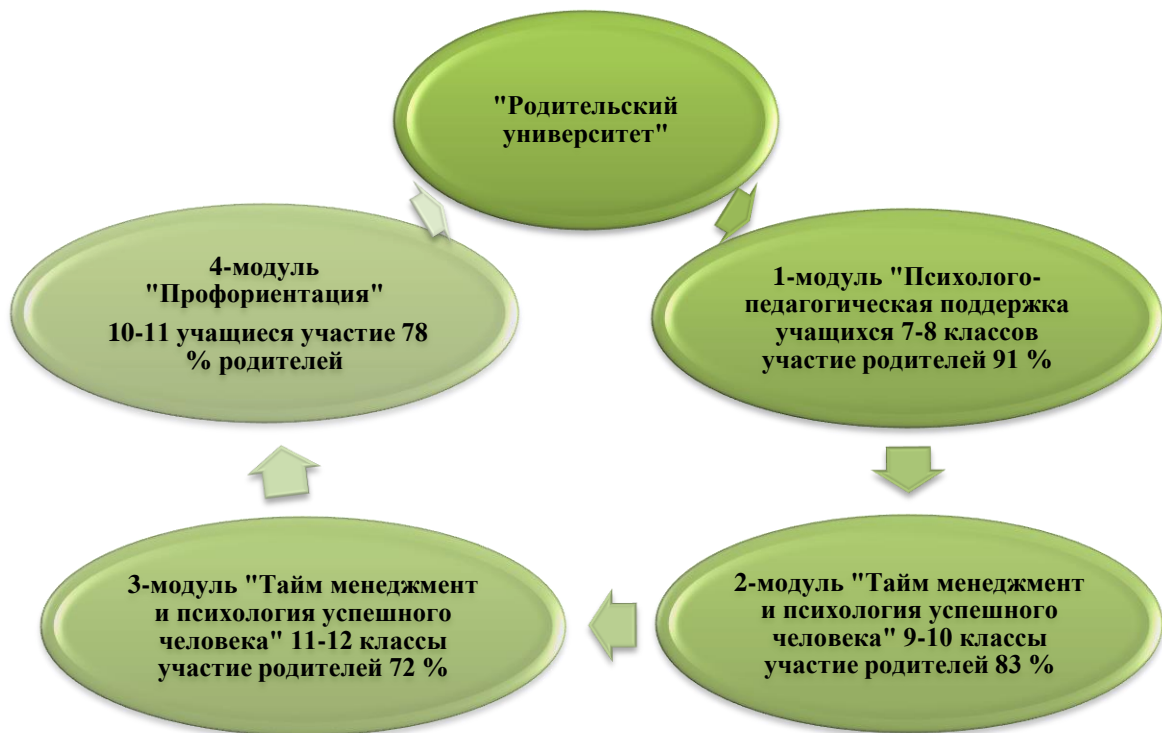 "Родительский
университет"
1-модуль "Психолого-
педагогическая поддержка
учащихся 7-8 классов
участие родителей 91 %
2-модуль "Тайм менеджмент
и психология успешного
человека" 9-10 классы
участие родителей 83 %
3-модуль "Тайм менеджмент
и психология успешного
человека" 11-12 классы
участие родителей 72 %
4-модуль
"Профориентация"
10-11 учащиеся участие 78
% родителей